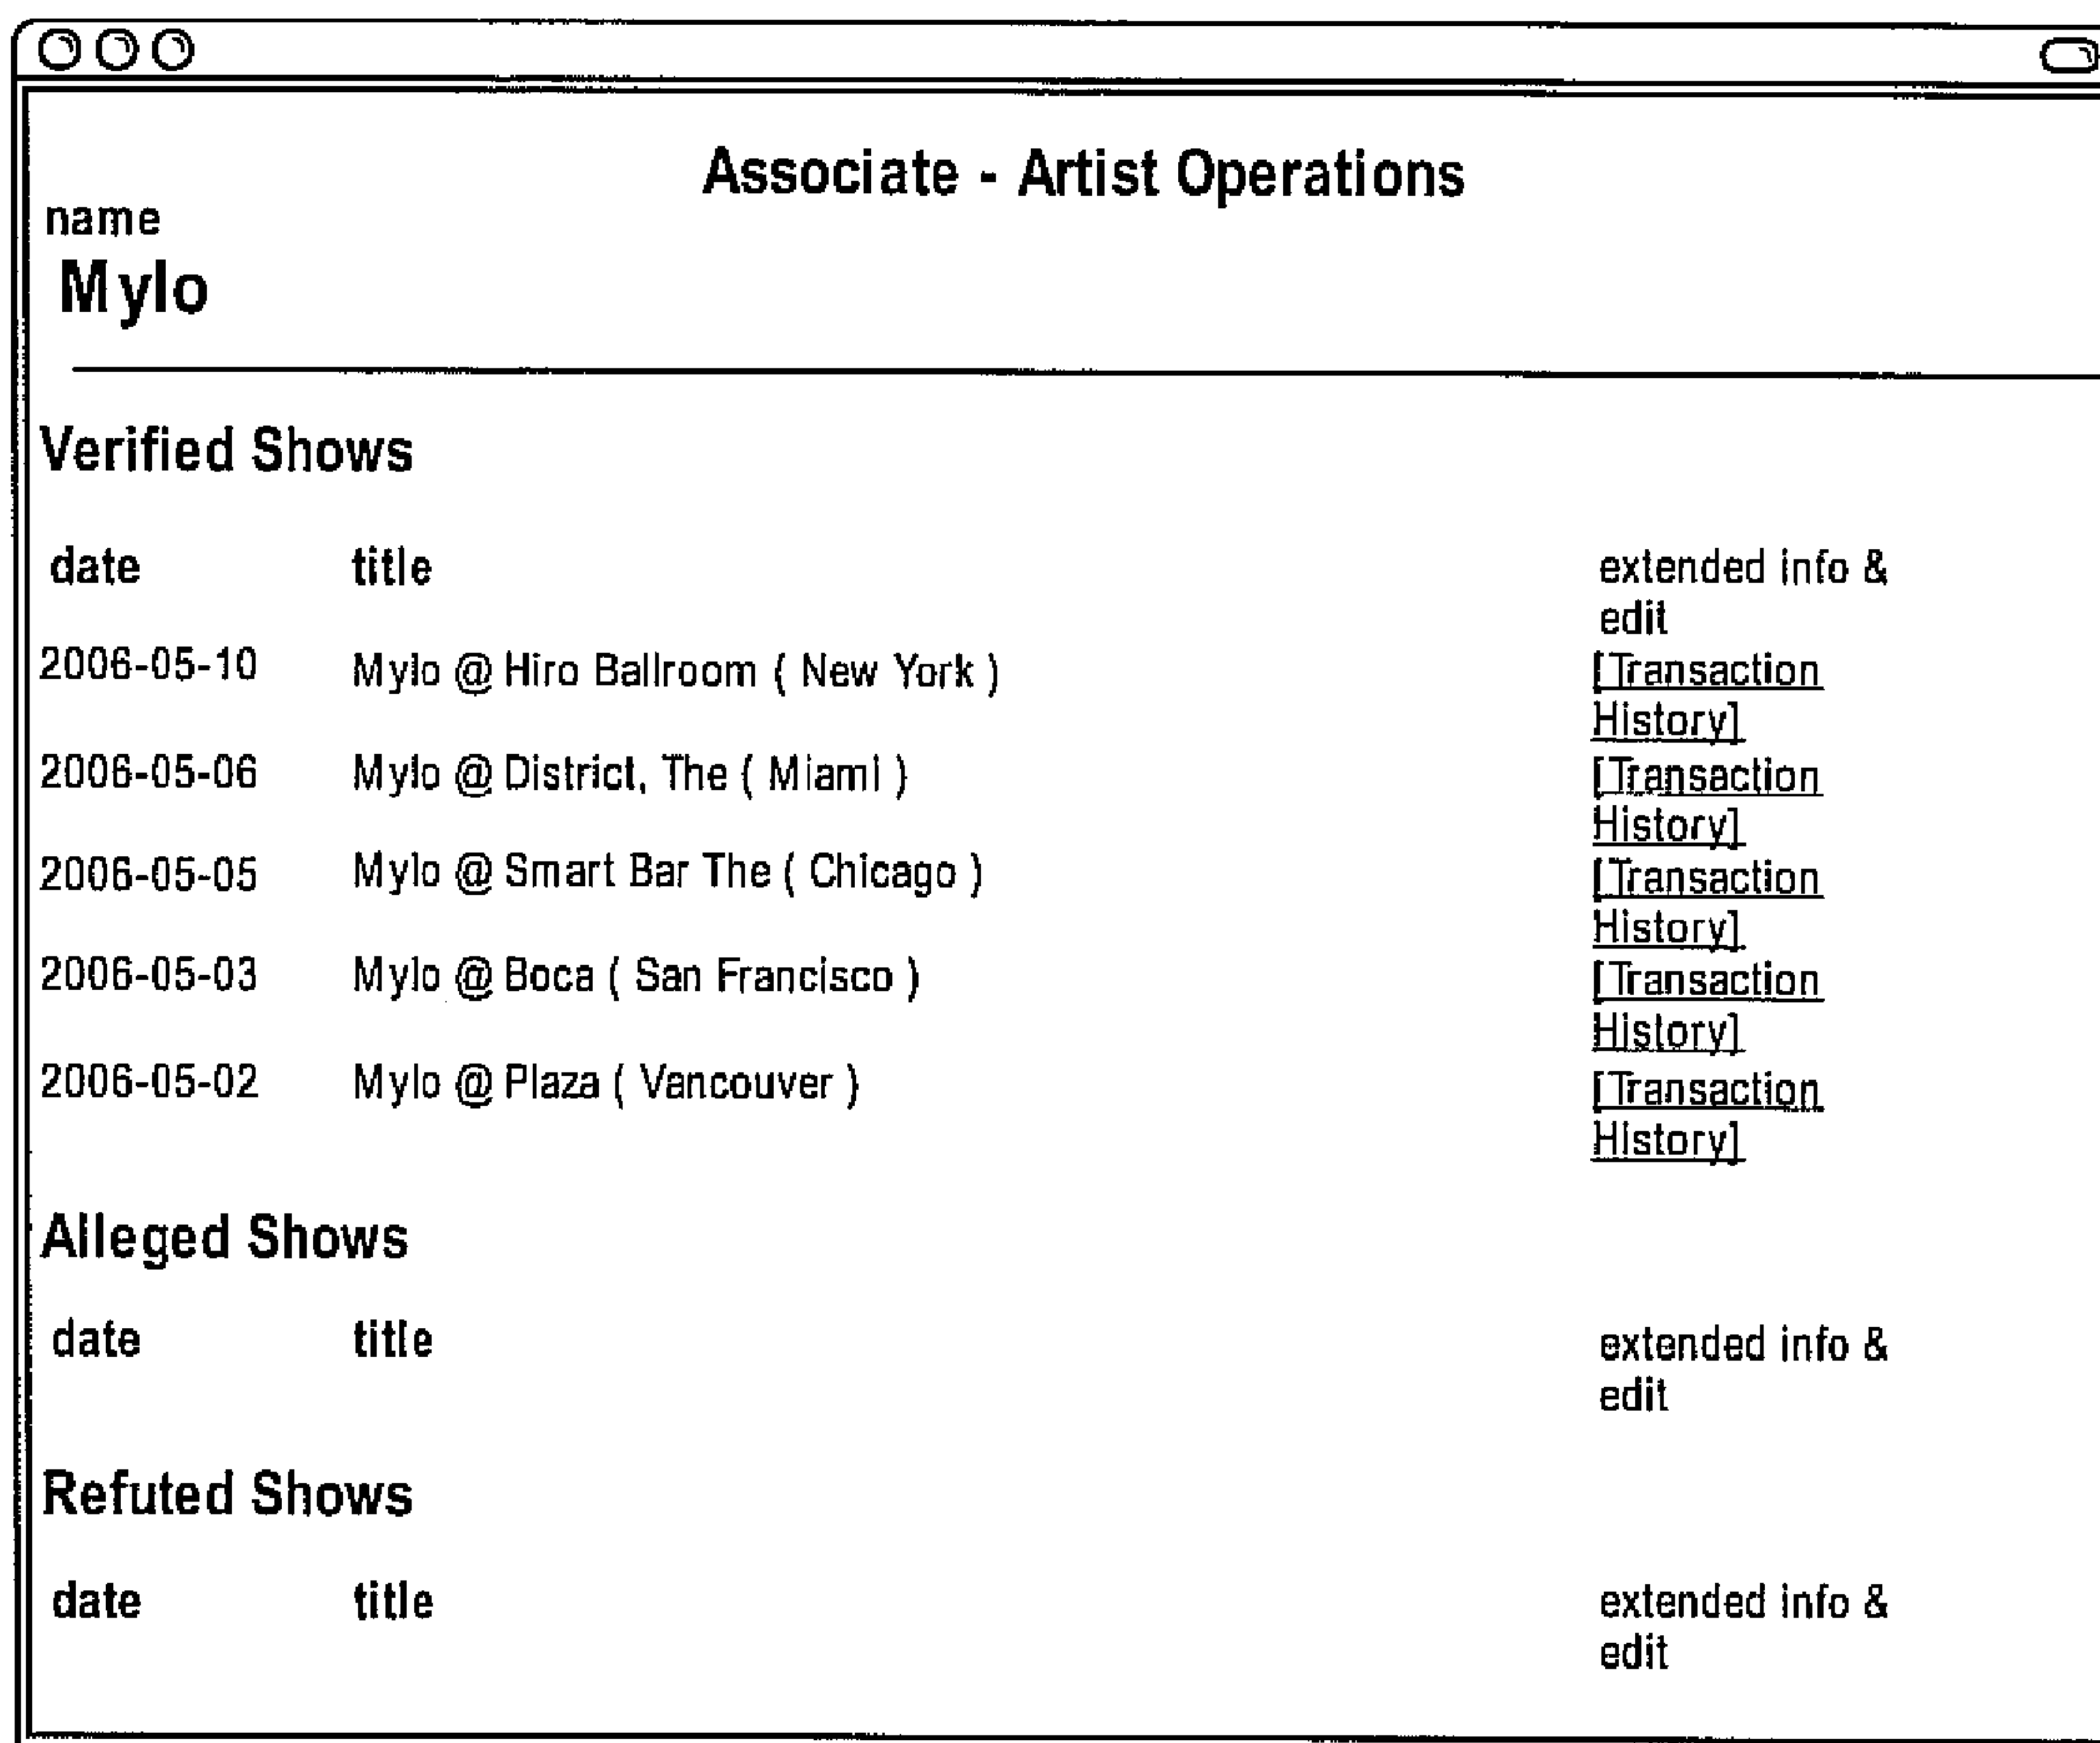 Associate - Artist Operations
name
Mylo
Verified Shows
date title extended info &
edit
2006-05-10 Mylo @ Hiro Ballroom ( New York ) [Transaction
History]
2006-05-06 Mylo @ District, The ( Miami ) [Transaction
History]
2006-05-05 Mylo @ Smart Bar The ( Chicago ) [Transaction
History]
2006-05-03 Mylo @ Boca ( San Francisco ) [Transaction
History]
2006-05-02 Mylo @ Plaza ( Vancouver ) [Transaction
History]
Alleged Shows
date title extended info &
edit
Refuted Shows
date title extended info &
edit